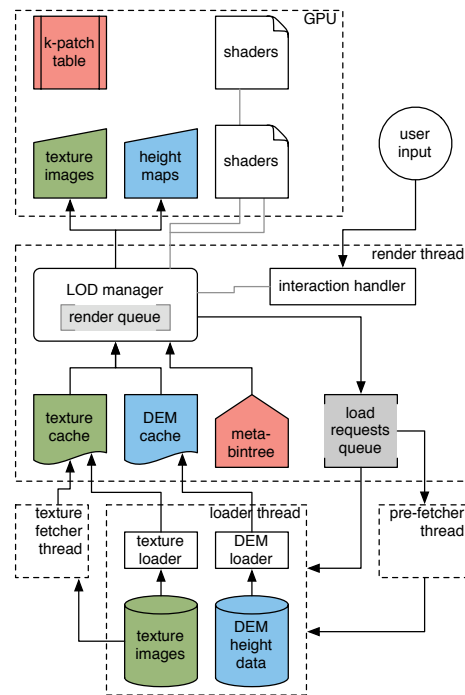 GPU
k-patch
table
shaders
texture
images
height
maps
shaders
user
input
render thread
LOD manager
render queue
interaction handler
texture
cache
DEM
cache
meta-
bintree
load
requests
queue
texture
fetcher
thread
loader thread
pre-fetcher
thread
texture
loader
DEM
loader
texture
images
DEM
height
data